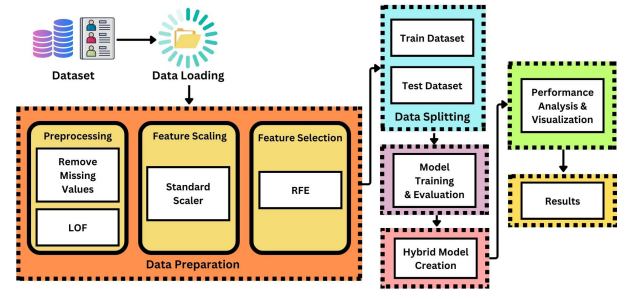 Dataset
Data Loading
Preprocessing
Remove
Missing
Values
LOF
Feature Scaling
Standard
Scaler
Feature Selection
RFE
Data Preparation
Train Dataset
Test Dataset
Data Splitting
Model
Training
& Evaluation
Hybrid Model
Creation
Performance
Analysis &
Visualization
Results